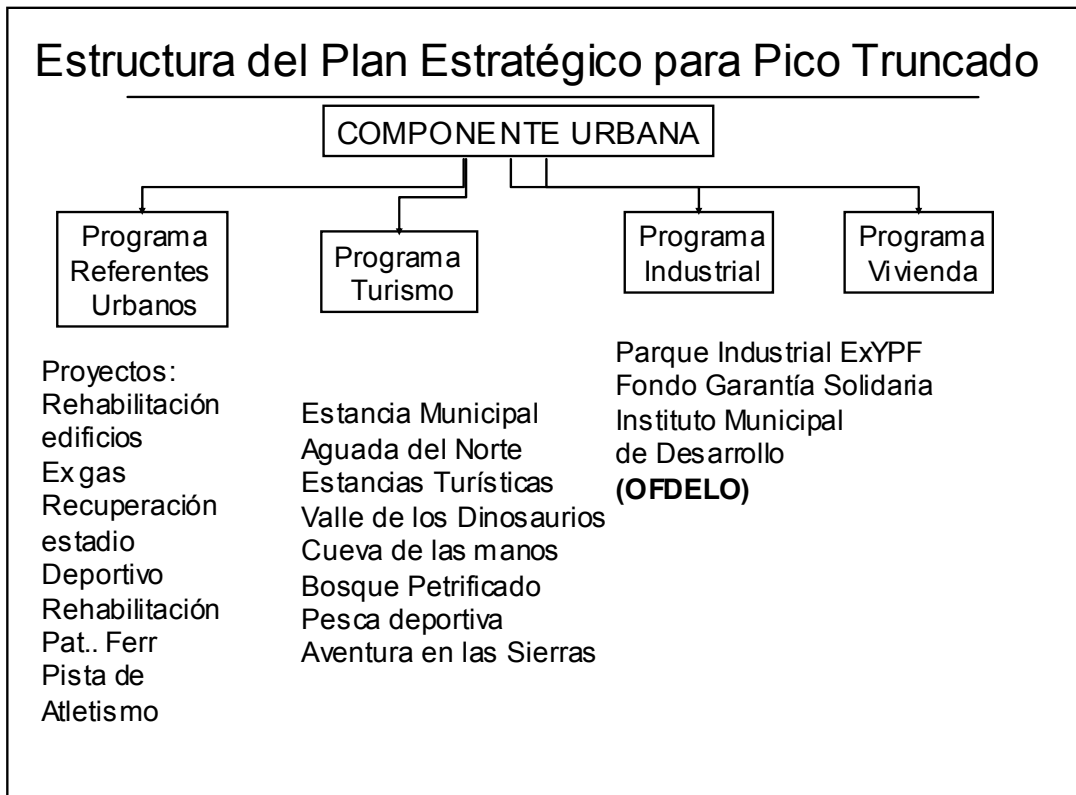 Estructura del Plan Estratégico para Pico Truncado
COMPONENTE URBANA
Programa
Referentes
Urbanos
Programa
Turismo
Programa
Industrial
Programa
Vivienda
Proyectos:
Rehabilitación
edificios
Ex gas
Recuperación
estadio
Deportivo
Rehabilitación
Pat.. Ferr
Pista de
Atletismo
Estancia Municipal
Aguada del Norte
Estancias Turísticas
Valle de los Dinosaurios
Cueva de las manos
Bosque Petrificado
Pesca deportiva
Aventura en las Sierras
Parque Industrial ExYPF
Fondo Garantía Solidaria
Instituto Municipal
de Desarrollo
(OFDELO)